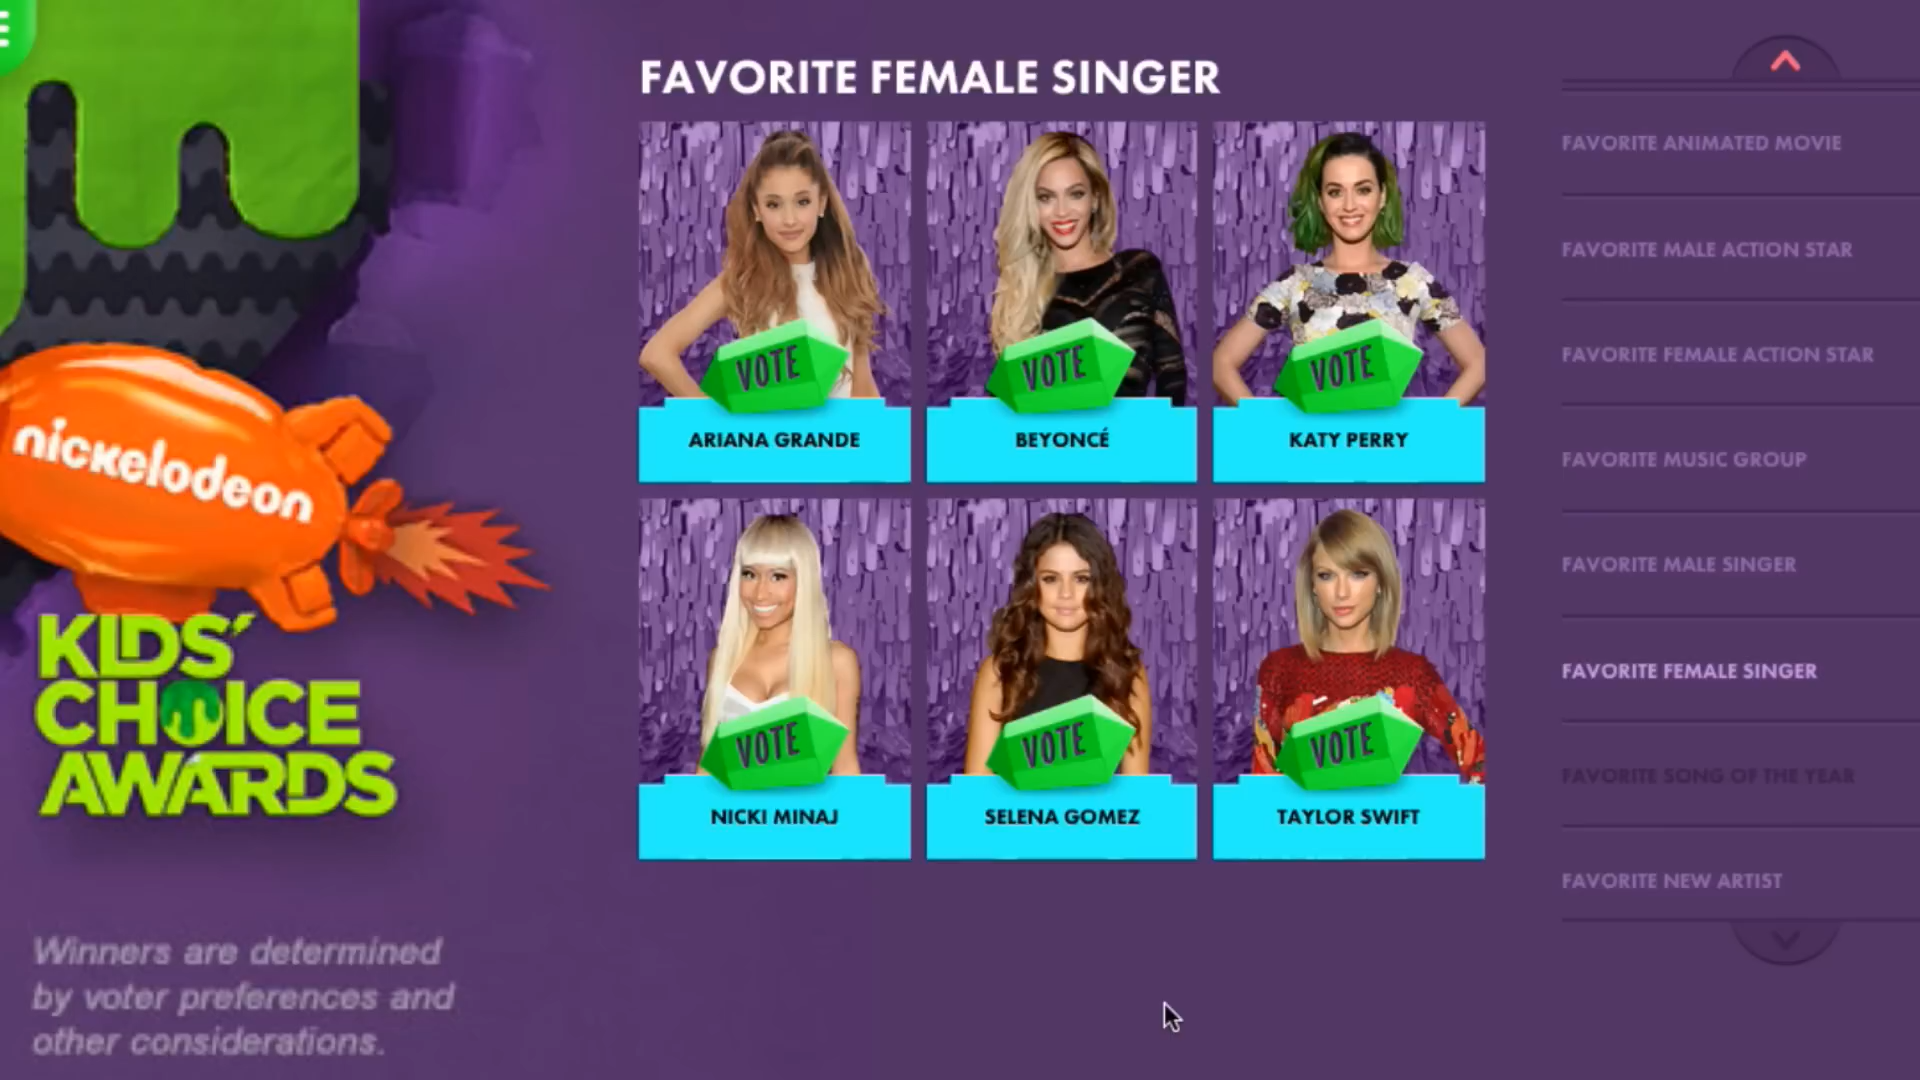 FAVORITE FEMALE SINGER
VOTE
ARIANA GRANDE
VOTE
BEYONCÉ
VOTE
KATY PERRY
VOTE
NICKI MINAJ
VOTE
SELENA GOMEZ
VOTE
TAYLOR SWIFT
nickelodeon
KIDS'
CHOICE
AWARDS
Winners are determined
by voter preferences and
other considerations.
FAVORITE ANIMATED MOVIE
FAVORITE MALE ACTION STAR
FAVORITE FEMALE ACTION STAR
FAVORITE MUSIC GROUP
FAVORITE MALE SINGER
FAVORITE FEMALE SINGER
FAVORITE SONG OF THE YEAR
FAVORITE NEW ARTIST